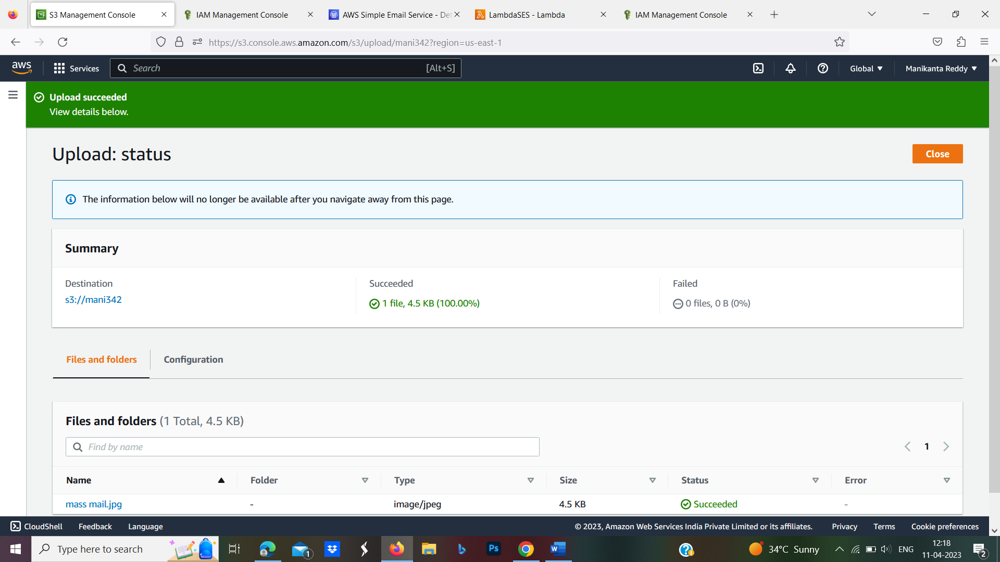 S3 Management Console
IAM Management Console
AWS Simple Email Service - Det
LambdaSES - Lambda
IAM Management Console
https://s3.console.aws.amazon.com/s3/upload/mani342?region=us-east-1
aws
Services
Search
[Alt+S]
Global
Manikanta Reddy
Upload succeeded
View details below.
Upload: status
Close
The information below will no longer be available after you navigate away from this page.
Summary
Destination
s3://mani342
Succeeded
1 file, 4.5 KB (100.00%)
Failed
0 files, 0 B (0%)
Files and folders
Configuration
Files and folders (1 Total, 4.5 KB)
Find by name
1
Name Folder Type Size Status Error
mass mail.jpg - image/jpeg 4.5 KB Succeeded -
CloudShell Feedback Language
© 2023, Amazon Web Services India Private Limited or its affiliates. Privacy Terms Cookie preferences
Type here to search
1
Ps
W
34°C Sunny
ENG
12:18
11-04-2023
2